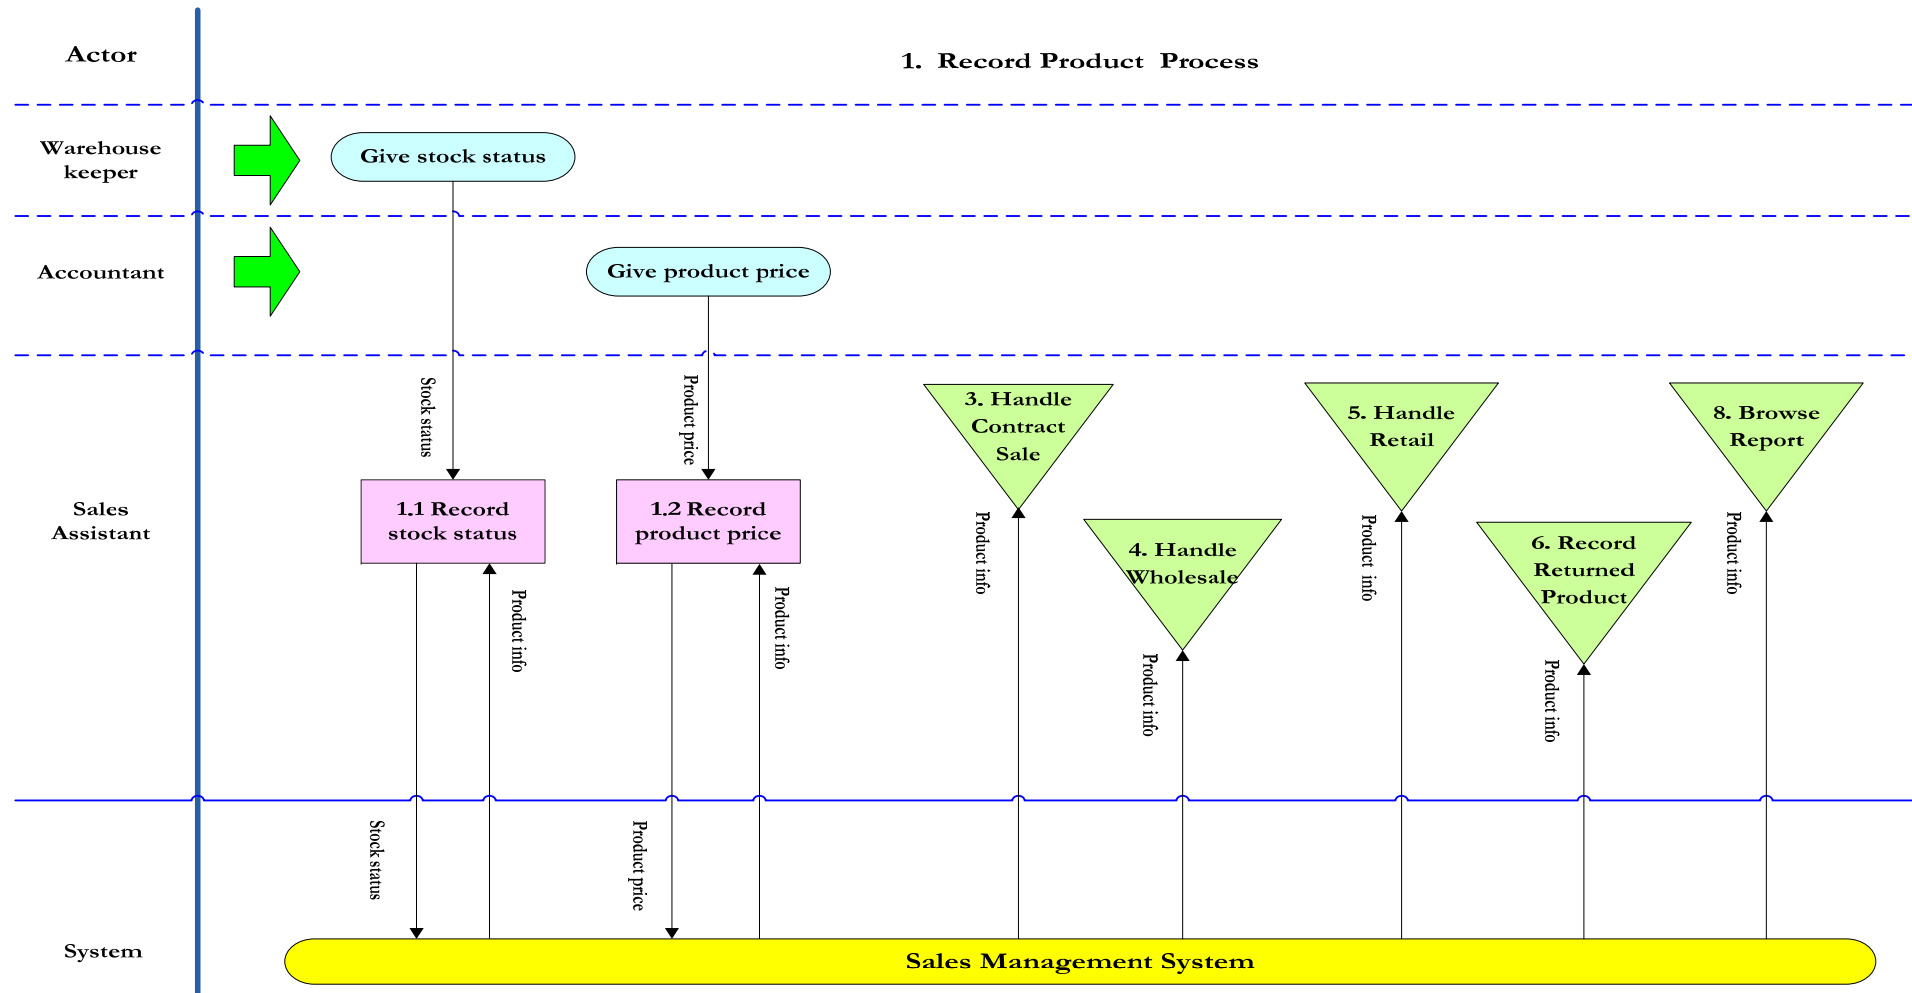 Actor
1. Record Product Process
Warehouse
keeper
Give stock status
Accountant
Give product price
Sales
Assistant
Stock status
Product price
3. Handle
Contract
Sale
5. Handle
Retail
8. Browse
Report
1.1 Record
stock status
1.2 Record
product price
4. Handle
Wholesale
6. Record
Returned
Product
Product info
Product info
Product info
Product info
Product info
Product info
Product info
Stock status
Product price
System
Sales Management System